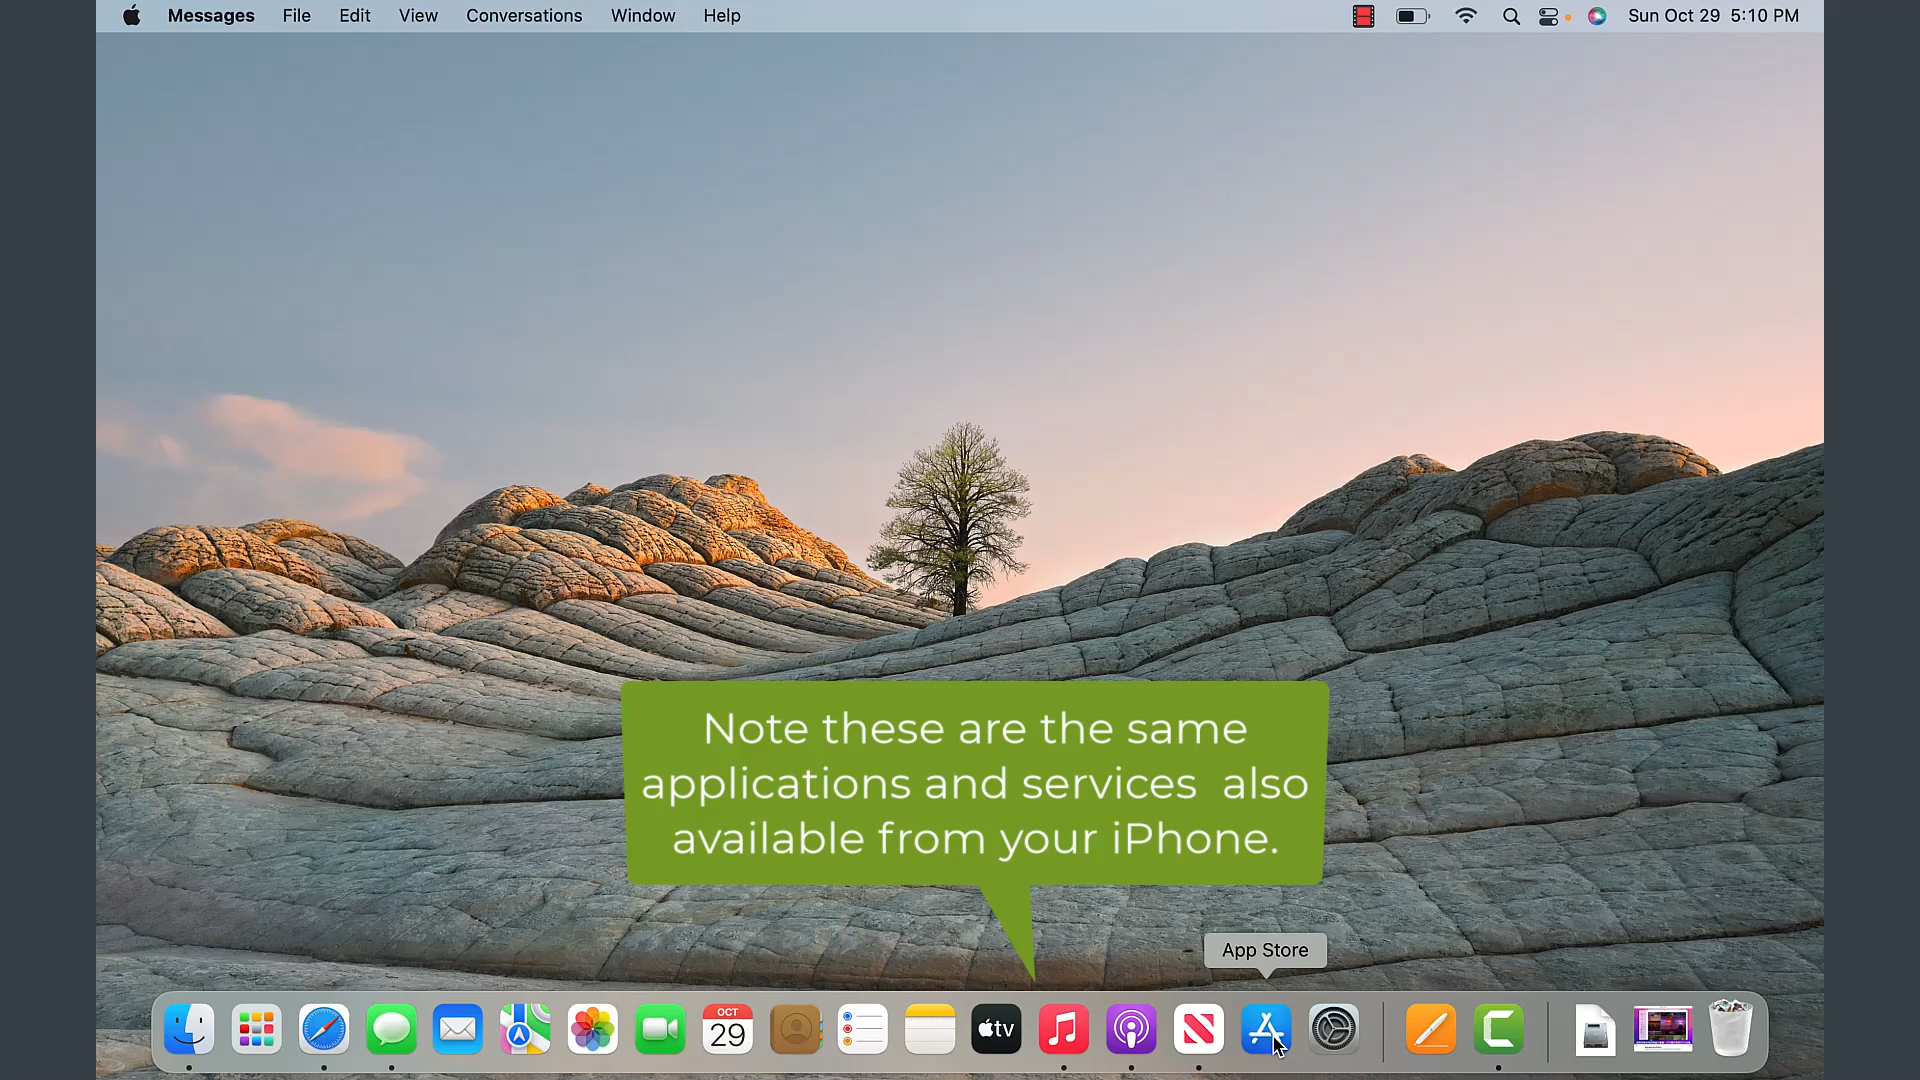 Messages File Edit View Conversations Window Help Sun Oct 29 5:10 PM
Note these are the same
applications and services also
available from your iPhone.
App Store
OCT
29
tv